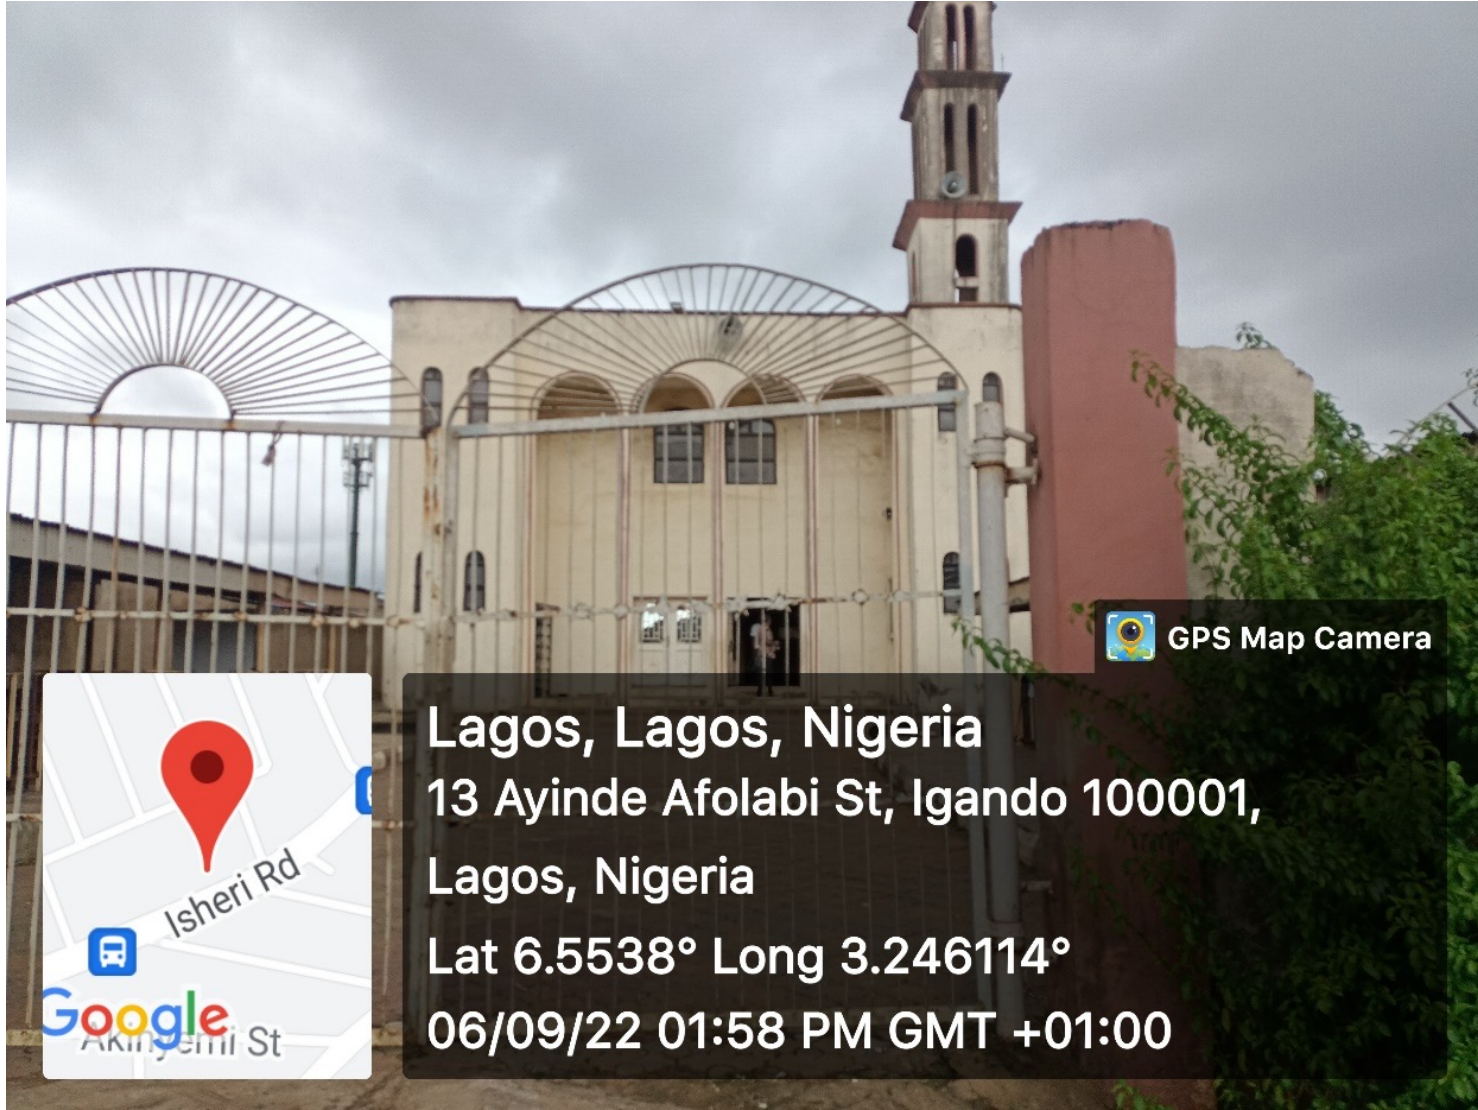 GPS Map Camera
Lagos, Lagos, Nigeria
13 Ayinde Afolabi St, Igando 100001,
Lagos, Nigeria
Lat 6.5538° Long 3.246114°
06/09/22 01:58 PM GMT +01:00
Isheri Rd
Google
Akinyemi St